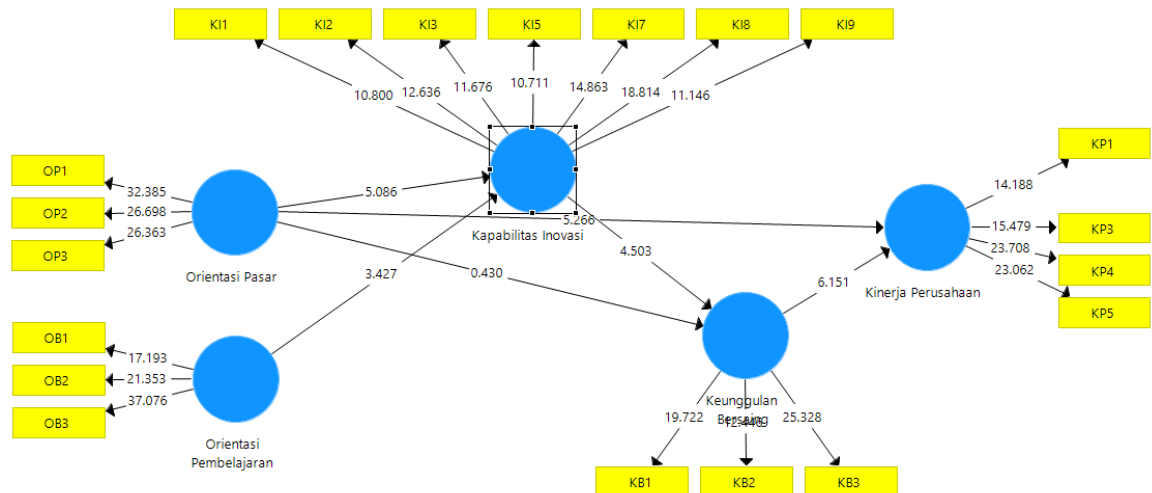 KI1
KI2
KI3
KI5
KI7
KI8
KI9
10.800
12.636
11.676
10.711
14.863
18.814
11.146
OP1
OP2
OP3
32.385
26.698
26.363
Orientasi Pasar
5.086
5.266
Kapabilitas Inovasi
3.427
0.430
4.503
6.151
KP1
KP3
KP4
KP5
14.188
15.479
23.708
23.062
Kinerja Perusahaan
OB1
OB2
OB3
17.193
21.353
37.076
Orientasi
Pembelajaran
Keunggulan
Bersaing
19.722
12.446
25.328
KB1
KB2
KB3